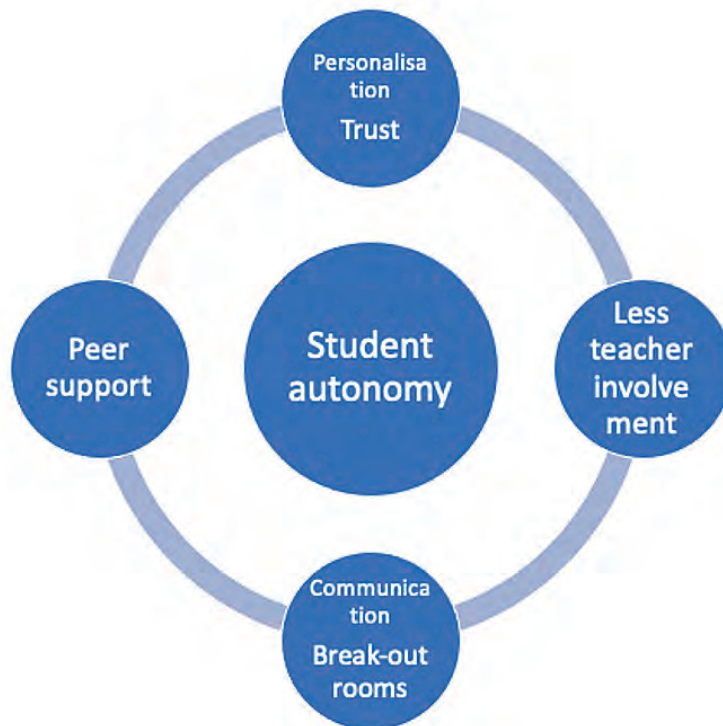 Personalisa
tion
Trust
Less
teacher
involve
ment
Student
autonomy
Peer
support
Communica
tion
Break-out
rooms